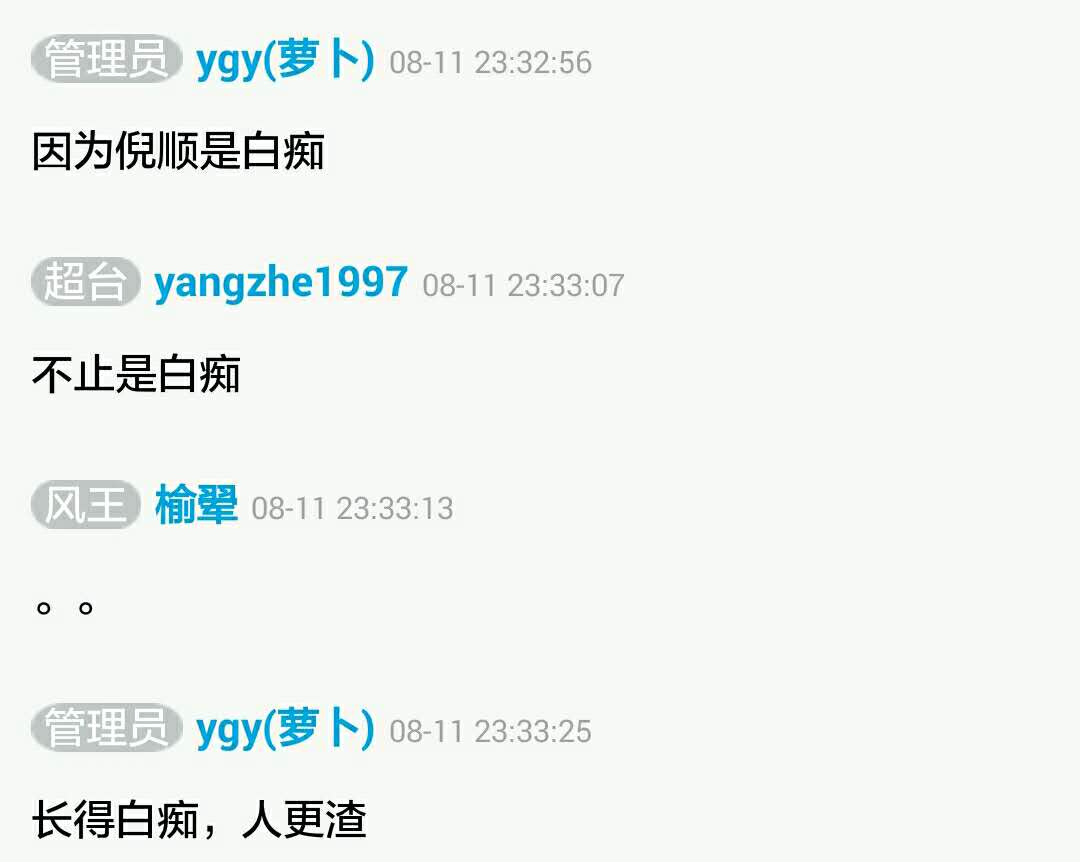 管理员 ygy(萝卜) 08-11 23:32:56
因为倪顺是白痴
超台 yangzhe1997 08-11 23:33:07
不止是白痴
风王 榆翚 08-11 23:33:13
。。
管理员 ygy(萝卜) 08-11 23:33:25
长得白痴，人更渣